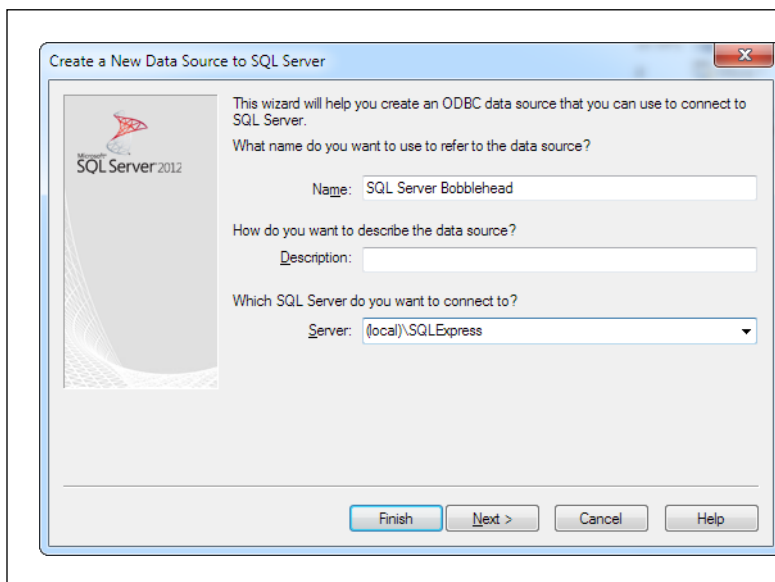 Create a New Data Source to SQL Server
Microsoft
SQL Server 2012
This wizard will help you create an ODBC data source that you can use to connect to
SQL Server.
What name do you want to use to refer to the data source?
Name: SQL Server Bobblehead
How do you want to describe the data source?
Description:
Which SQL Server do you want to connect to?
Server: (local)\SQLExpress
Finish Next > Cancel Help